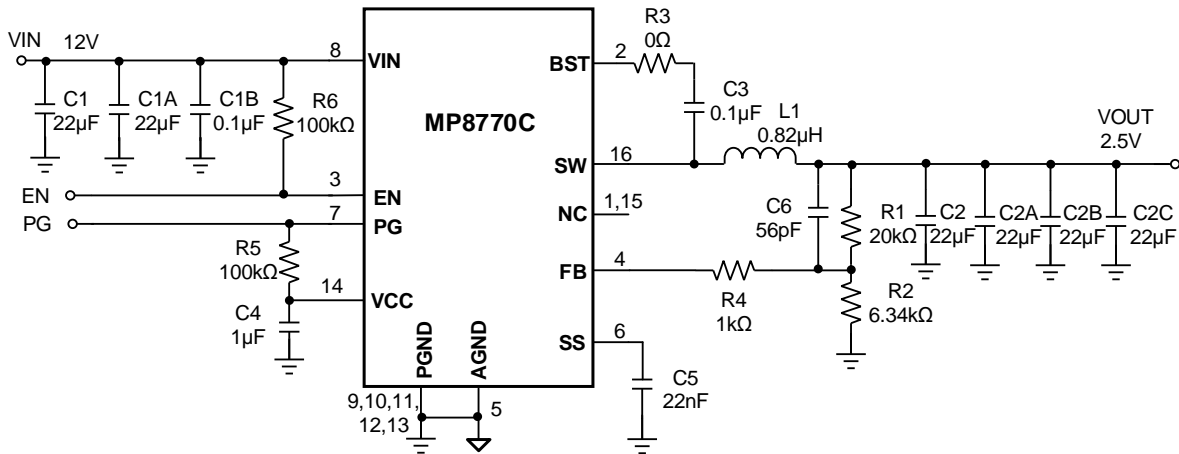 VIN 12V
8
VIN
C1
22µF
C1A
22µF
C1B
0.1µF
R6
100kΩ
EN
3
EN
PG
7
PG
R5
100kΩ
14
VCC
C4
1µF
MP8770C
PGND
AGND
9,10,11,
12,13
5
BST
2
R3
0Ω
C3
0.1µF
L1
0.82µH
SW
16
NC
1,15
FB
4
R4
1kΩ
C6
56pF
R1
20kΩ
R2
6.34kΩ
C2
22µF
C2A
22µF
C2B
22µF
C2C
22µF
VOUT
2.5V
SS
6
C5
22nF